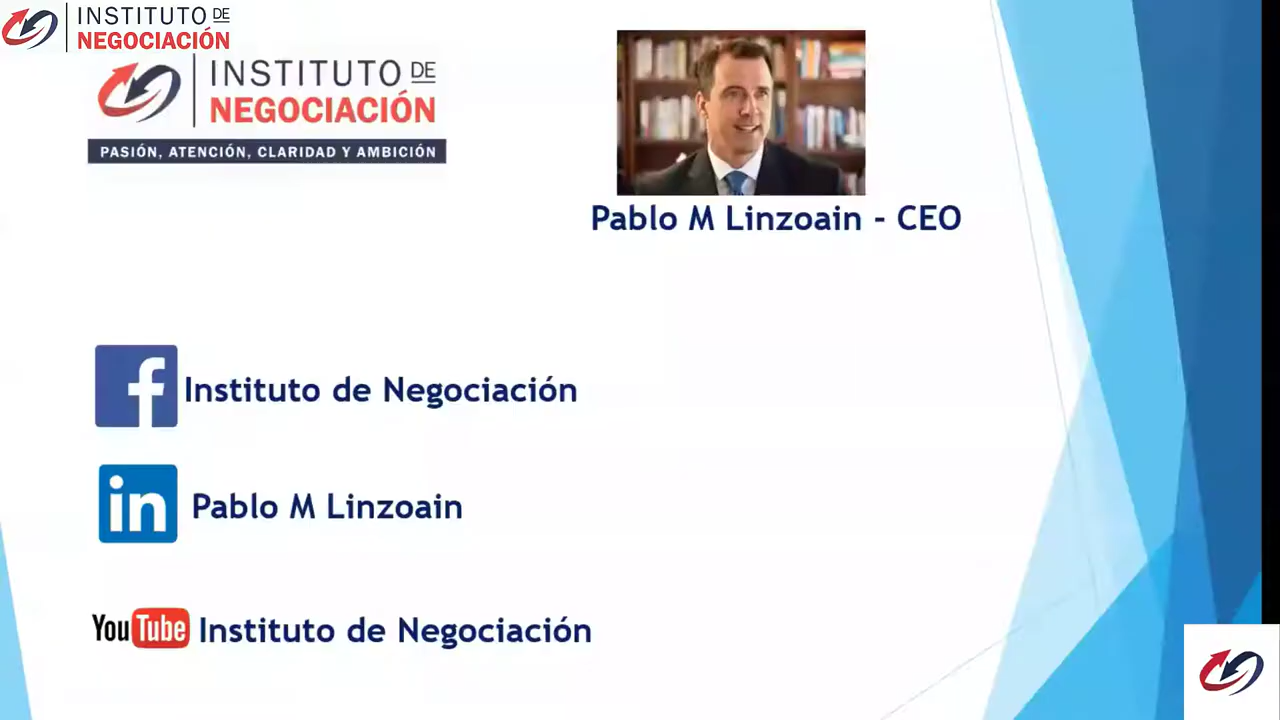 INSTITUTO DE
NEGOCIACIÓN
INSTITUTO DE
NEGOCIACIÓN
PASIÓN, ATENCIÓN, CLARIDAD Y AMBICIÓN
Pablo M Linzoain - CEO
f Instituto de Negociación
in Pablo M Linzoain
YouTube Instituto de Negociación